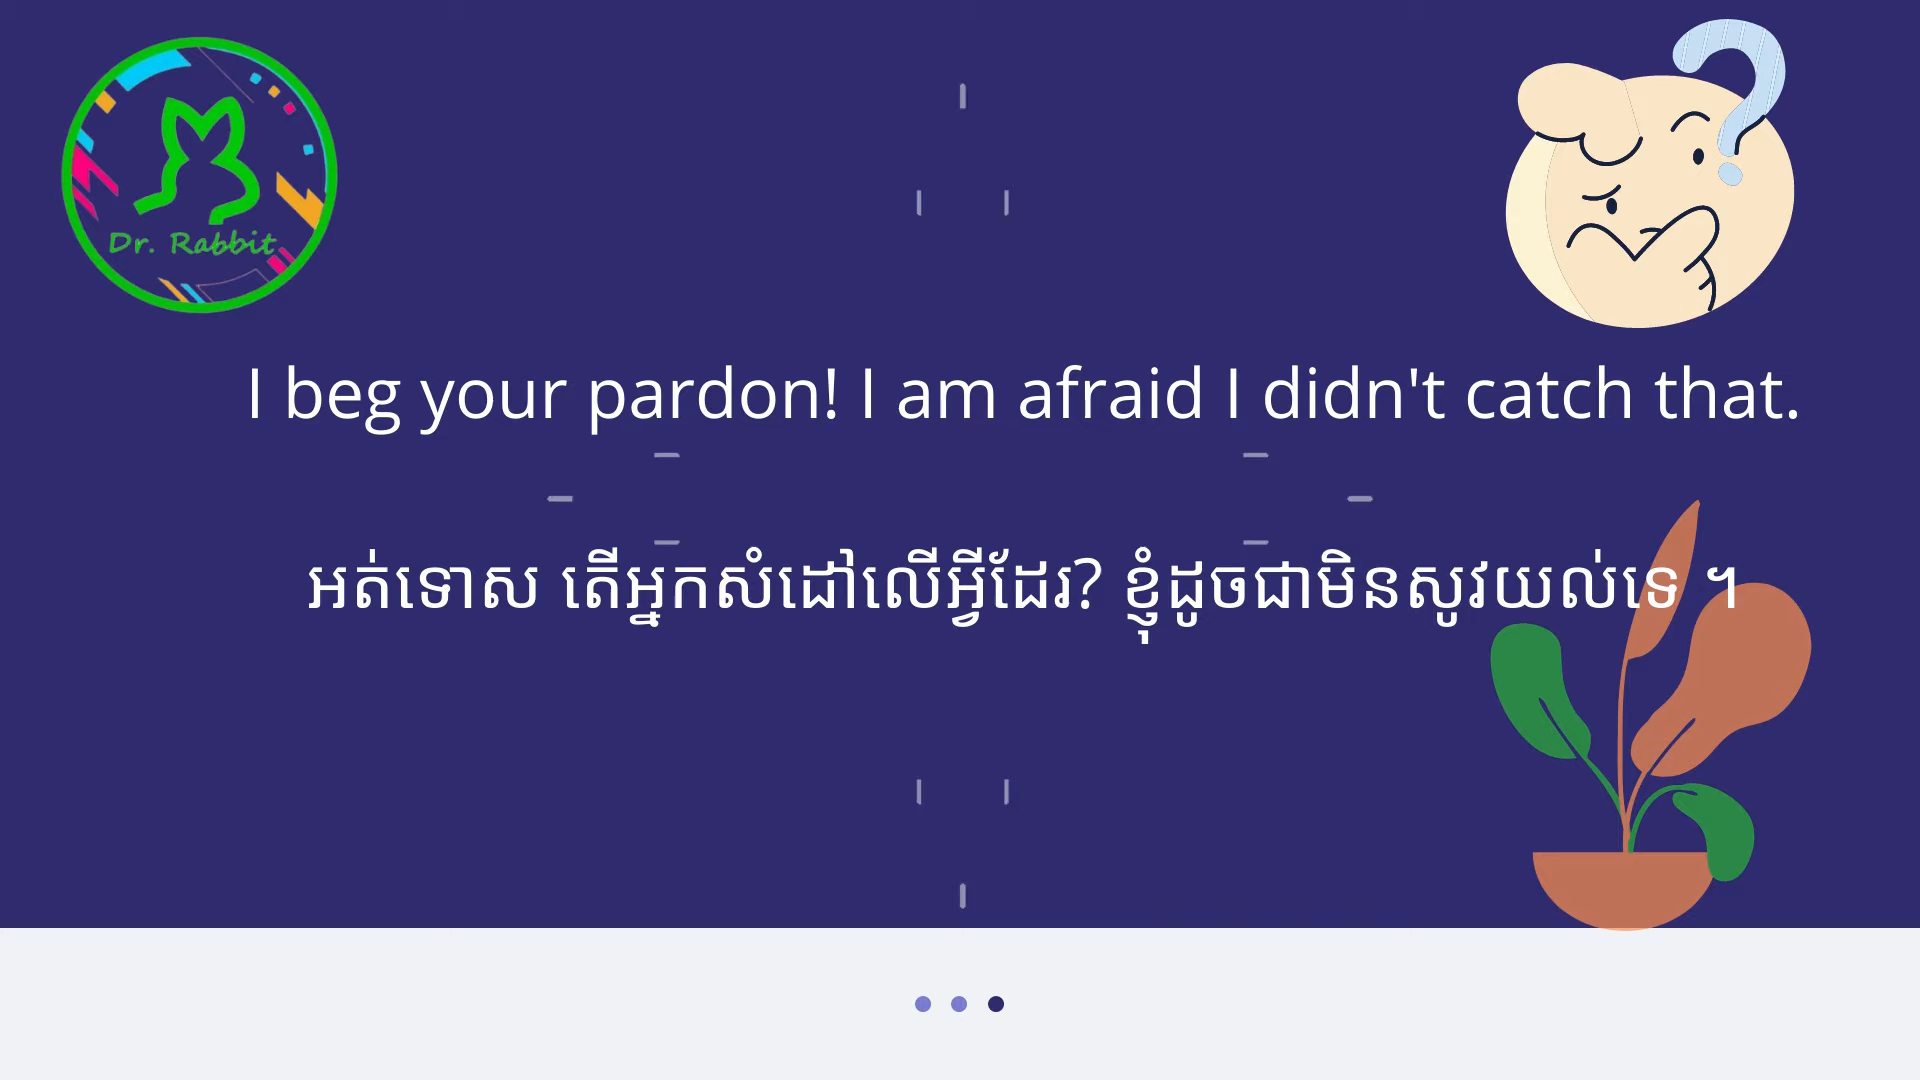 Dr. Rabbit
I beg your pardon! I am afraid I didn't catch that.
អត់ទោស តើអ្នកសំដៅលើអ្វីដែរ? ខ្ញុំដូចជាមិនសូវយល់ទេ ។